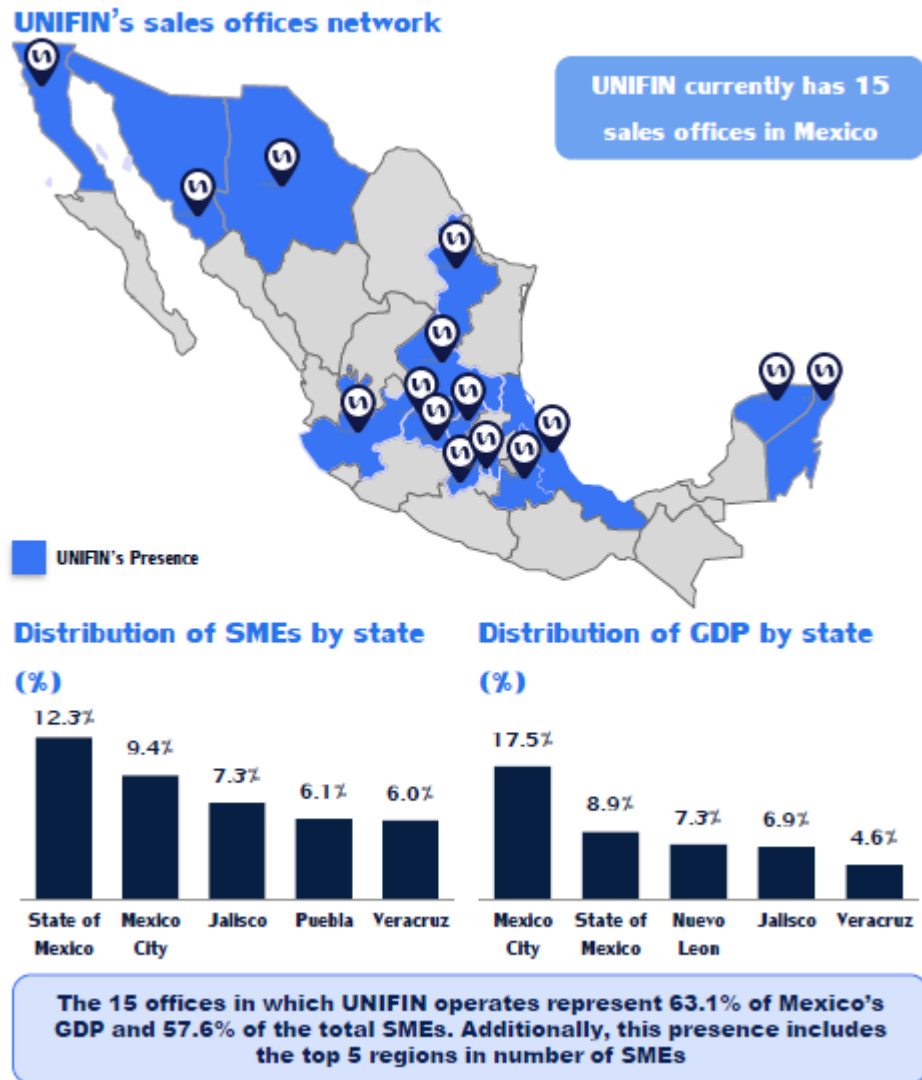 UNIFIN's sales offices network
UNIFIN currently has 15
sales offices in Mexico
UNIFIN's Presence
Distribution of SMEs by state
(%)
12.3%
9.4%
7.3%
6.1%
6.0%
State of
Mexico
Mexico
City
Jalisco
Puebla
Veracruz
Distribution of GDP by state
(%)
17.5%
8.9%
7.3%
6.9%
4.6%
Mexico
City
State of
Mexico
Nuevo
Leon
Jalisco
Veracruz
The 15 offices in which UNIFIN operates represent 63.1% of Mexico's
GDP and 57.6% of the total SMEs. Additionally, this presence includes
the top 5 regions in number of SMEs